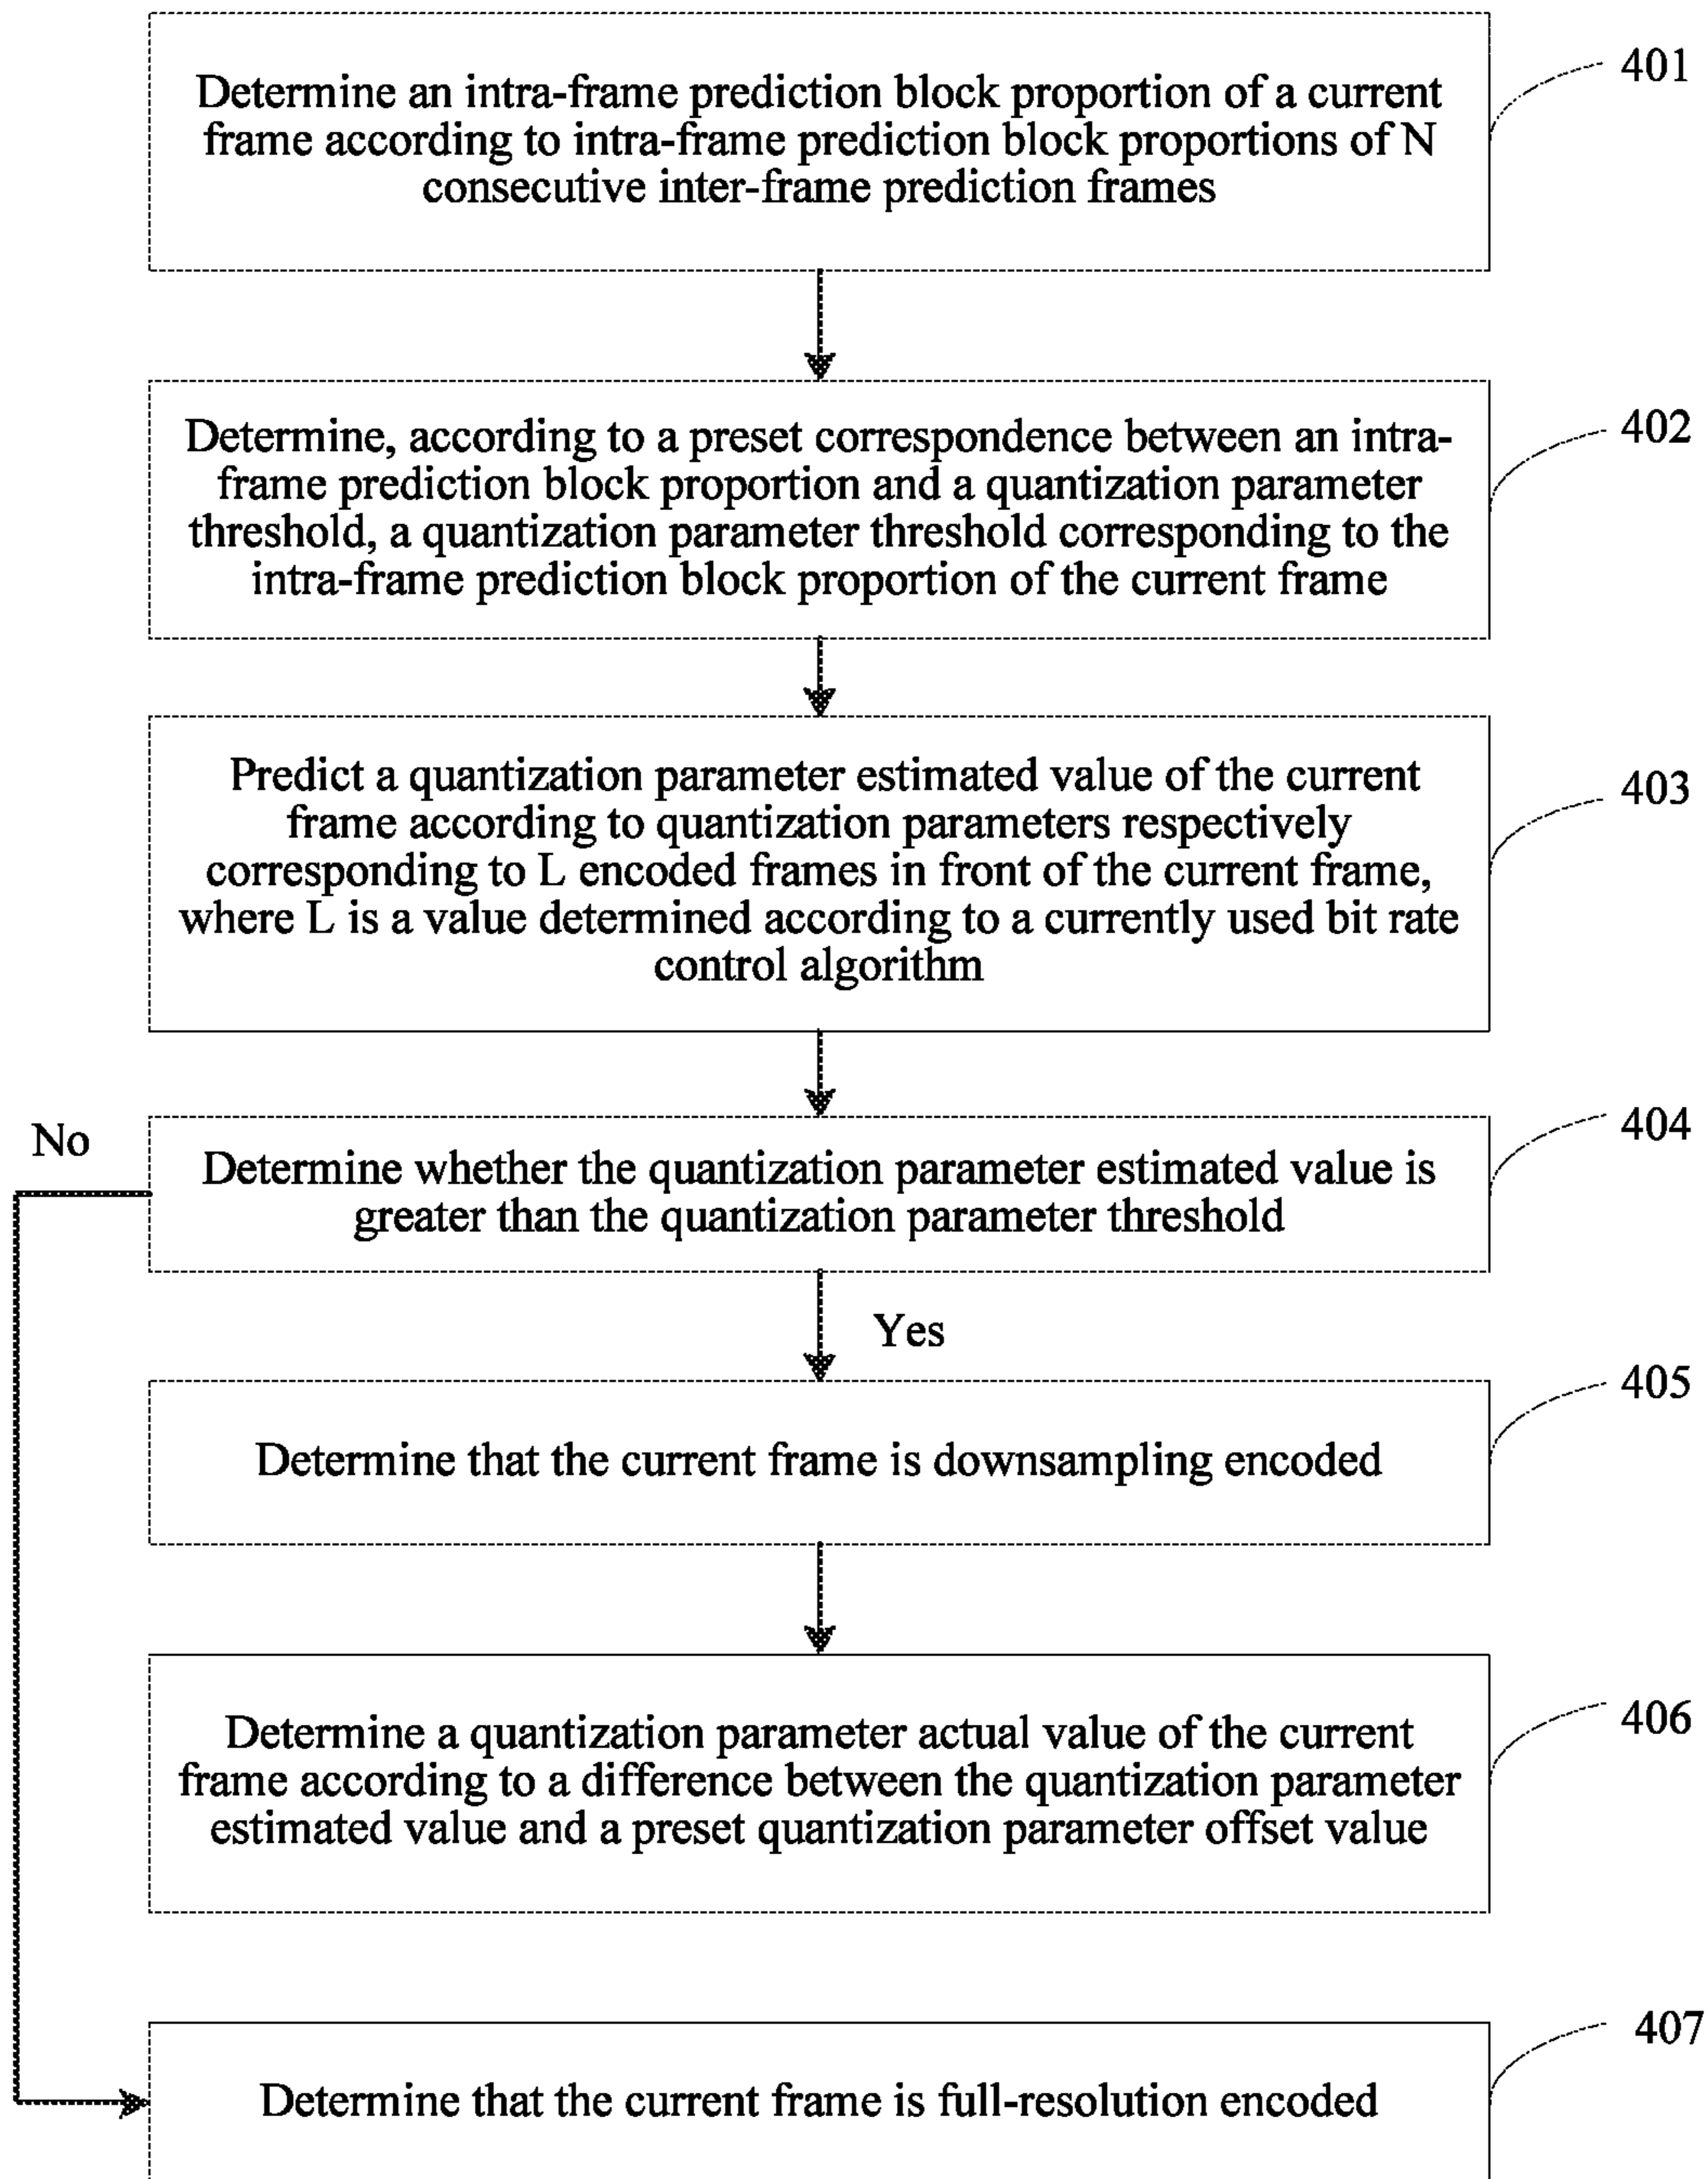 Determine an intra-frame prediction block proportion of a current
frame according to intra-frame prediction block proportions of N
consecutive inter-frame prediction frames
401
Determine, according to a preset correspondence between an intra-
frame prediction block proportion and a quantization parameter
threshold, a quantization parameter threshold corresponding to the
intra-frame prediction block proportion of the current frame
402
Predict a quantization parameter estimated value of the current
frame according to quantization parameters respectively
corresponding to L encoded frames in front of the current frame,
where L is a value determined according to a currently used bit rate
control algorithm
403
No
Determine whether the quantization parameter estimated value is
greater than the quantization parameter threshold
404
Yes
Determine that the current frame is downsampling encoded
405
Determine a quantization parameter actual value of the current
frame according to a difference between the quantization parameter
estimated value and a preset quantization parameter offset value
406
Determine that the current frame is full-resolution encoded
407